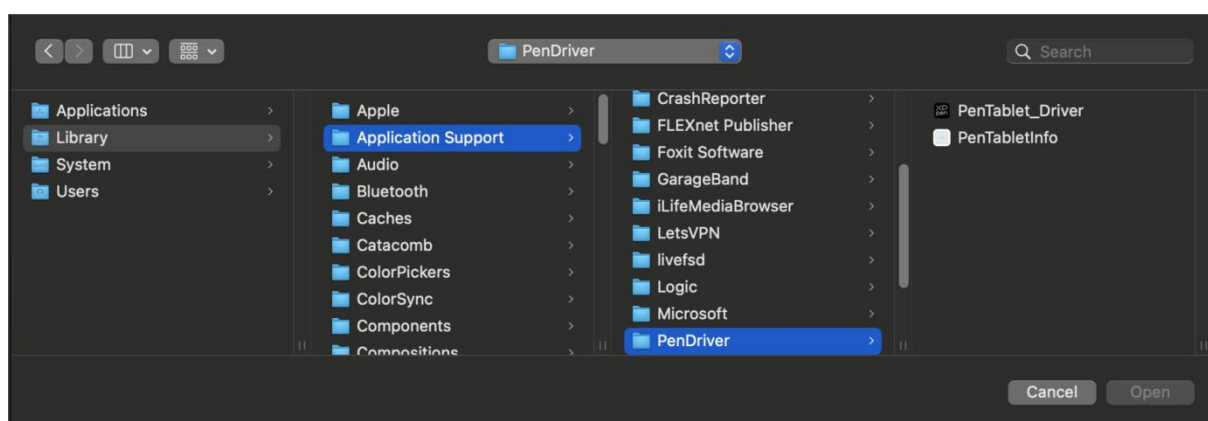 PenDriver
Search
Applications
Library
System
Users
Apple
Application Support
Audio
Bluetooth
Caches
Catacomb
ColorPickers
ColorSync
Components
Compositions
CrashReporter
FLEXnet Publisher
Foxit Software
GarageBand
iLifeMediaBrowser
LetsVPN
livefsd
Logic
Microsoft
PenDriver
PenTablet_Driver
PenTabletInfo
Cancel
Open